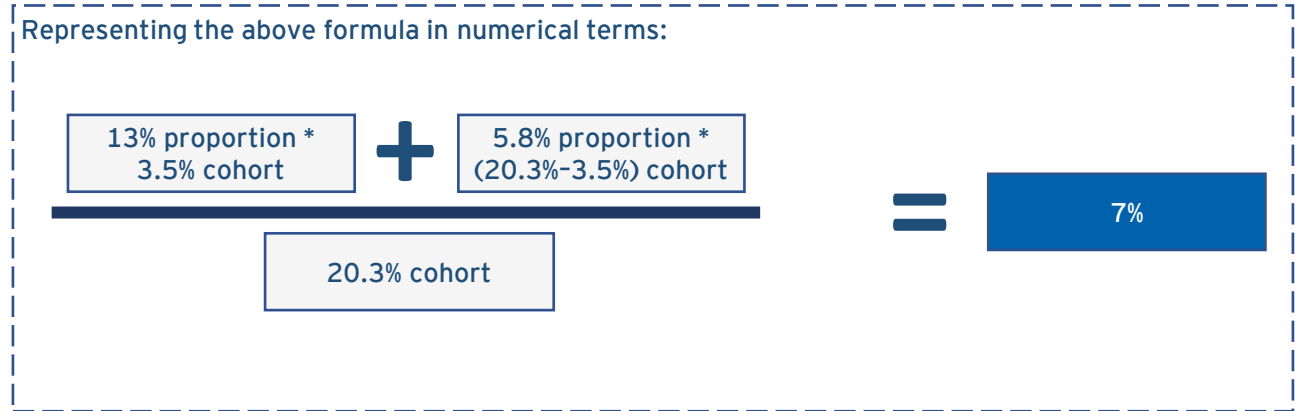 Representing the above formula in numerical terms:
13% proportion *
3.5% cohort
+
5.8% proportion *
(20.3%-3.5%) cohort
20.3% cohort
=
7%